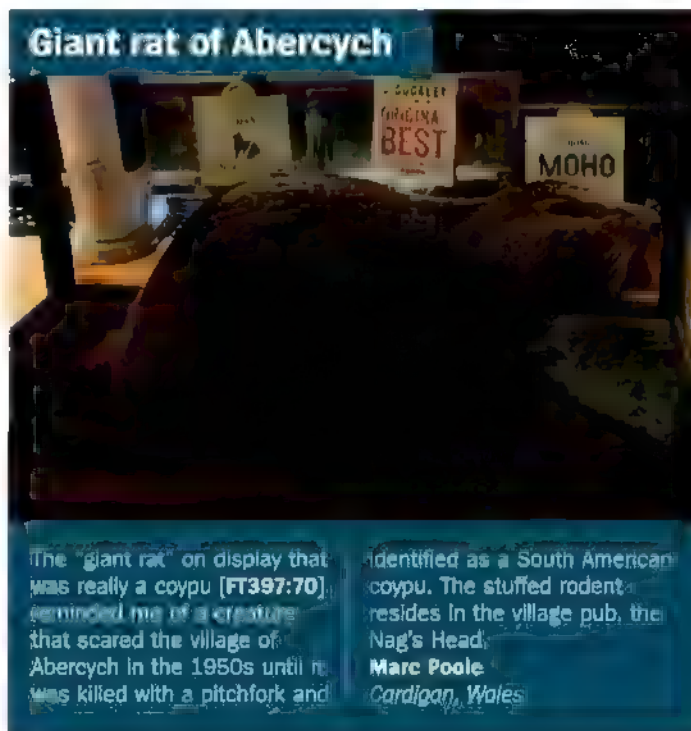 Giant rat of Abercych
ORIGINA
BEST
MOHO
The "giant rat" on display that
was really a coypu [FT397:70]
reminded me of a creature
that scared the village of
Abercych in the 1950s until it
was killed with a pitchfork and
identified as a South American
coypu. The stuffed rodent
resides in the village pub, the
Nag's Head.
Marc Poole
Cardigan, Wales